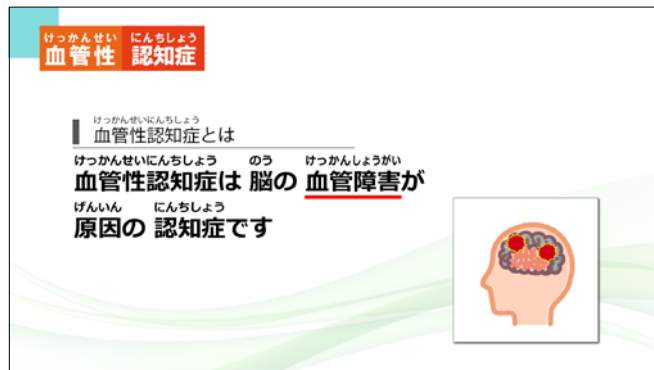 けっかんせい にんちしょう
血管性 認知症
けっかんせいにんちしょう
血管性認知症とは
けっかんせいにんちしょう のう けっかんしょうがい
血管性認知症は 脳の 血管障害が
げんいん にんちしょう
原因の 認知症です